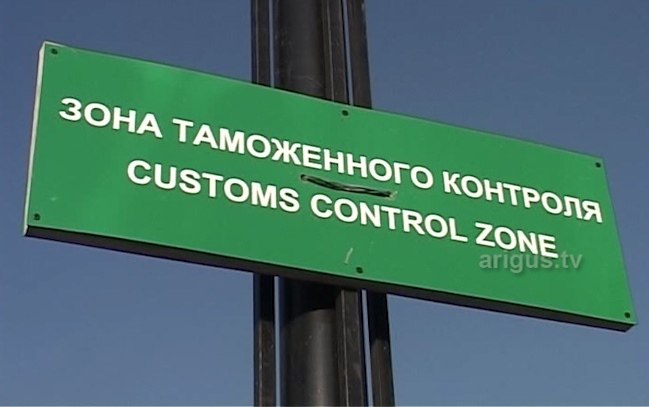 ЗОНА ТАМОЖЕННОГО КОНТРОЛЯ
CUSTOMS CONTROL ZONE
arigus.tv